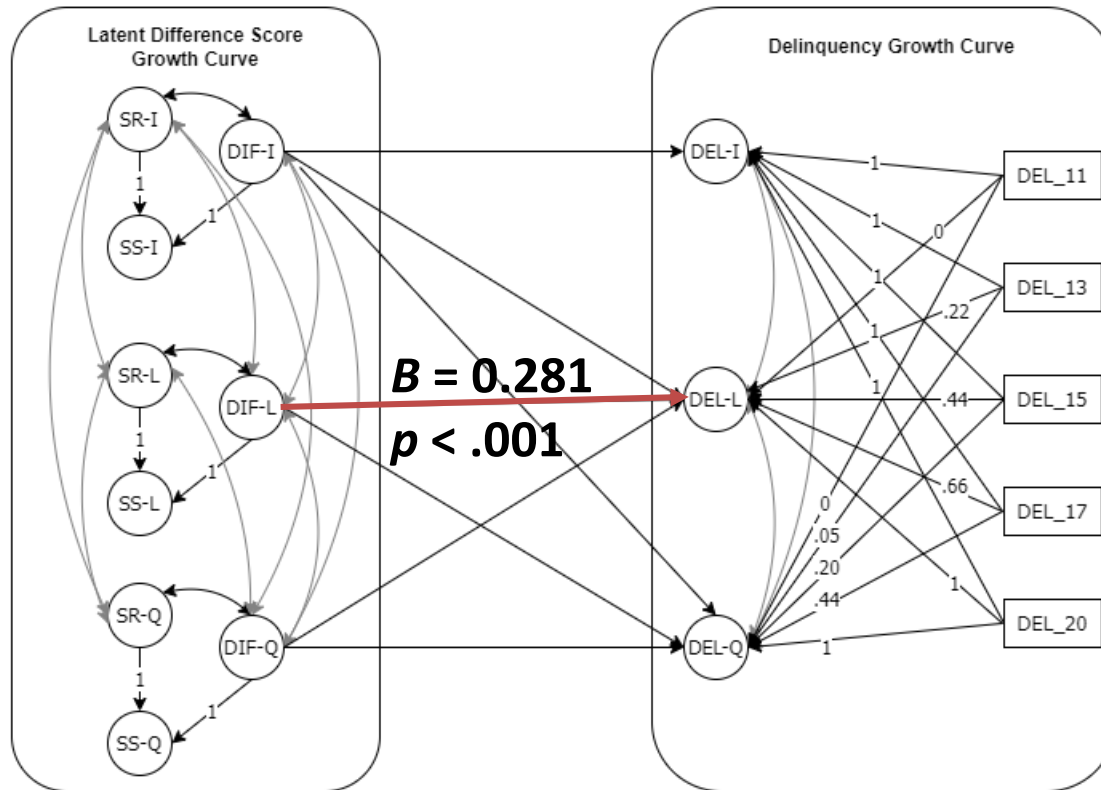 Latent Difference Score
Growth Curve
SR-I
DIF-I
1
1
SS-I
SR-L
DIF-L
1
1
SS-L
SR-Q
DIF-Q
1
1
SS-Q
B = 0.281
p < .001
Delinquency Growth Curve
DEL-I
DEL-L
DEL-Q
1
1
0
1
.22
1
1
.44
.66
0
.05
.20
.44
1
1
DEL_11
DEL_13
DEL_15
DEL_17
DEL_20